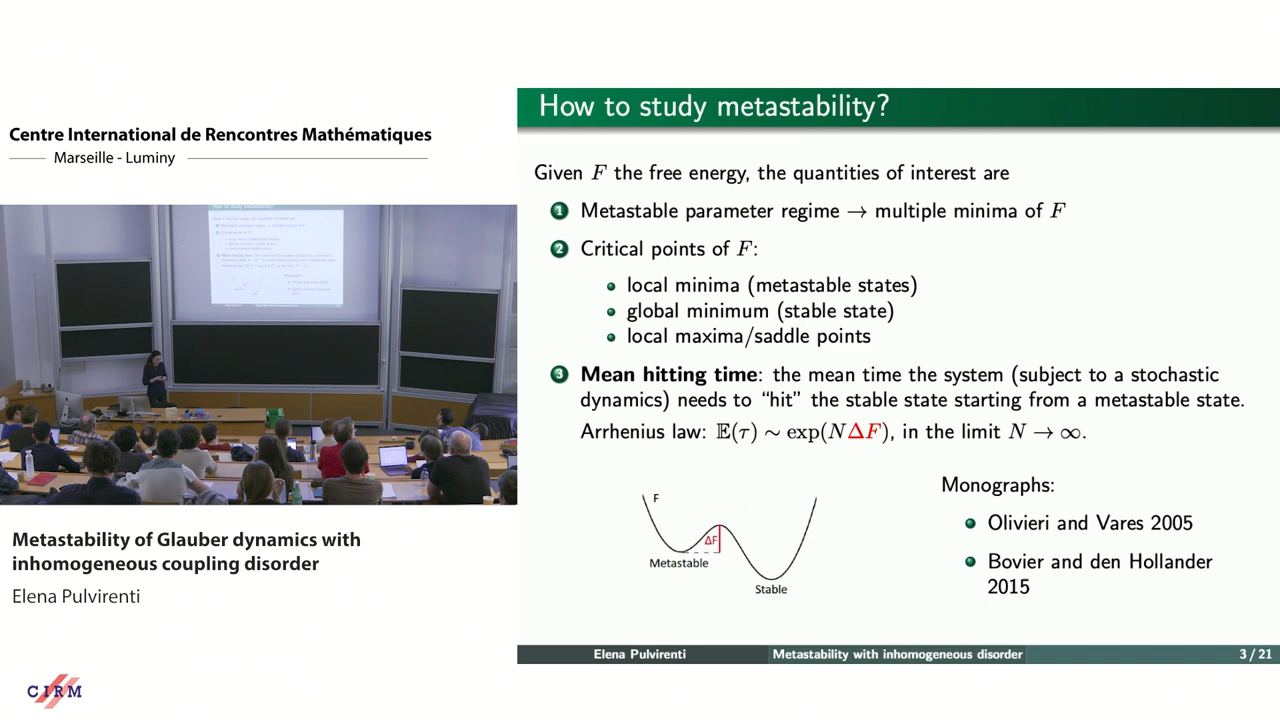 Centre International de Rencontres Mathématiques
Marseille - Luminy
Metastability of Glauber dynamics with
inhomogeneous coupling disorder
Elena Pulvirenti
CIRM
How to study metastability?
Given F the free energy, the quantities of interest are
1 Metastable parameter regime → multiple minima of F
2 Critical points of F:
• local minima (metastable states)
• global minimum (stable state)
• local maxima/saddle points
3 Mean hitting time: the mean time the system (subject to a stochastic
dynamics) needs to “hit” the stable state starting from a metastable state.
Arrhenius law: 𝔼(τ) ∼ exp(NΔF), in the limit N → ∞.
F
ΔF
Metastable
Stable
Monographs:
• Olivieri and Vares 2005
• Bovier and den Hollander
2015
Elena Pulvirenti
Metastability with inhomogeneous disorder
3 / 21